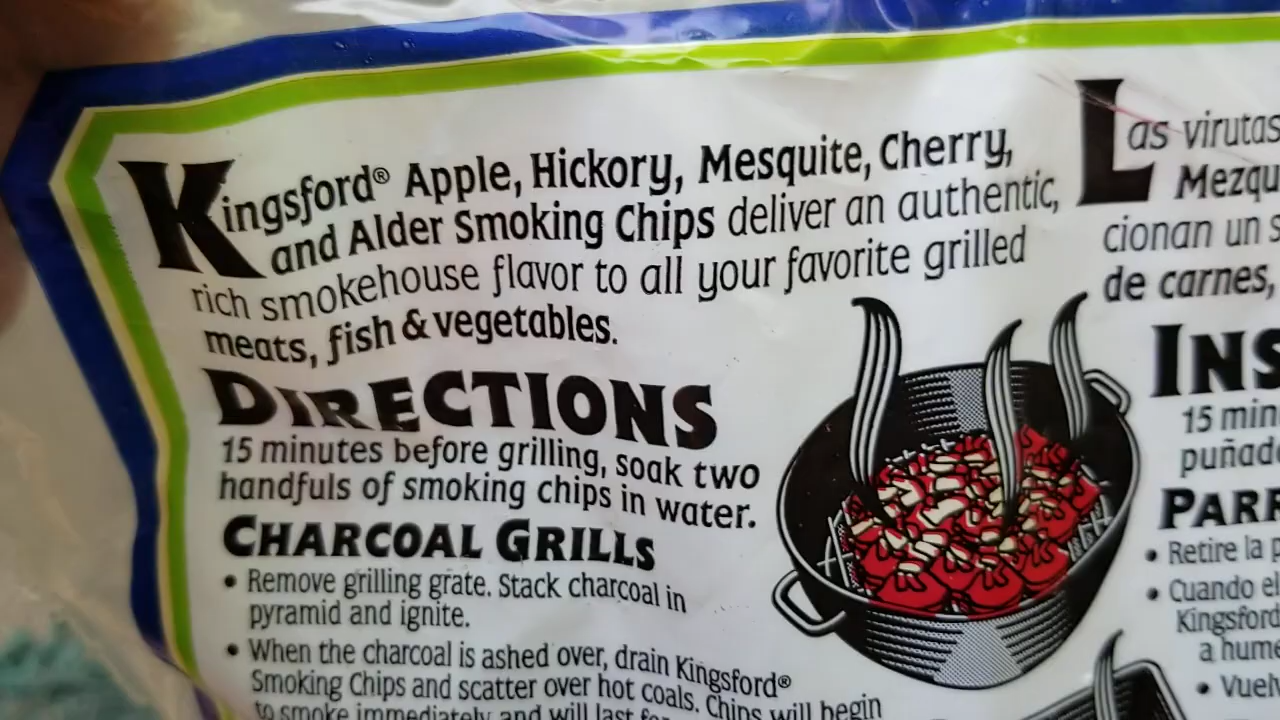 Kingsford® Apple, Hickory, Mesquite, Cherry,
and Alder Smoking Chips deliver an authentic,
rich smokehouse flavor to all your favorite grilled
meats, fish & vegetables.
DIRECTIONS
15 minutes before grilling, soak two
handfuls of smoking chips in water.
CHARCOAL GRILLS
• Remove grilling grate. Stack charcoal in
pyramid and ignite.
• When the charcoal is ashed over, drain Kingsford®
Smoking Chips and scatter over hot coals. Chips will begin
to smoke immediately and will last for
Las virutas
Mezqu
cionan un s
de carnes,
INS
15 min
puñad
PARR
• Retire la p
• Cuando el
Kingsford
a hume
• Vuelv